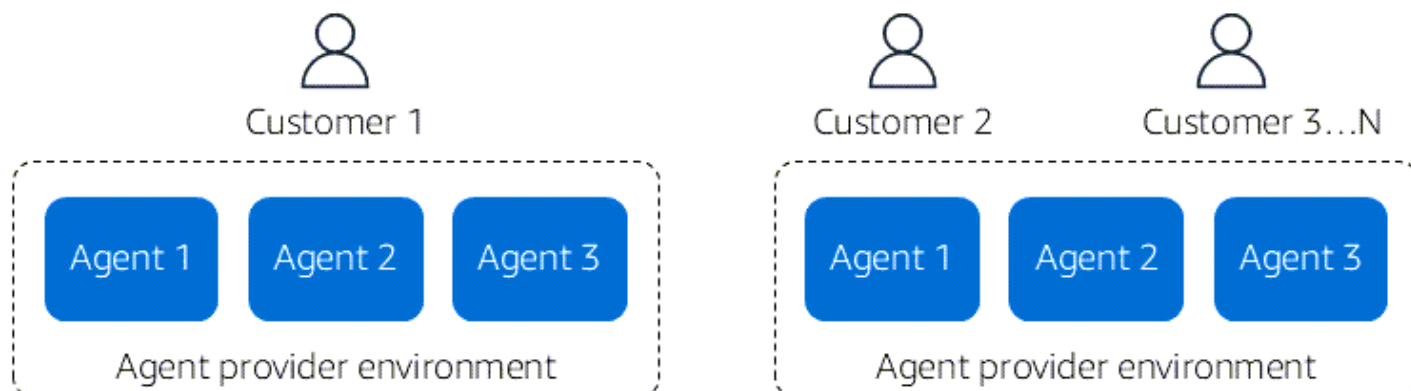 Customer 1
Customer 2
Customer 3...N
Agent 1
Agent 2
Agent 3
Agent provider environment
Agent 1
Agent 2
Agent 3
Agent provider environment